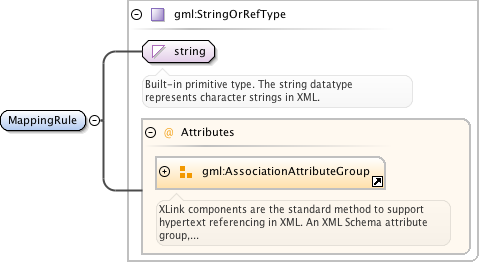 gml:StringOrRefType
string
Built-in primitive type. The string datatype
represents character strings in XML.
MappingRule
@ Attributes
gml:AssociationAttributeGroup
XLink components are the standard method to support
hypertext referencing in XML. An XML Schema attribute
group,...